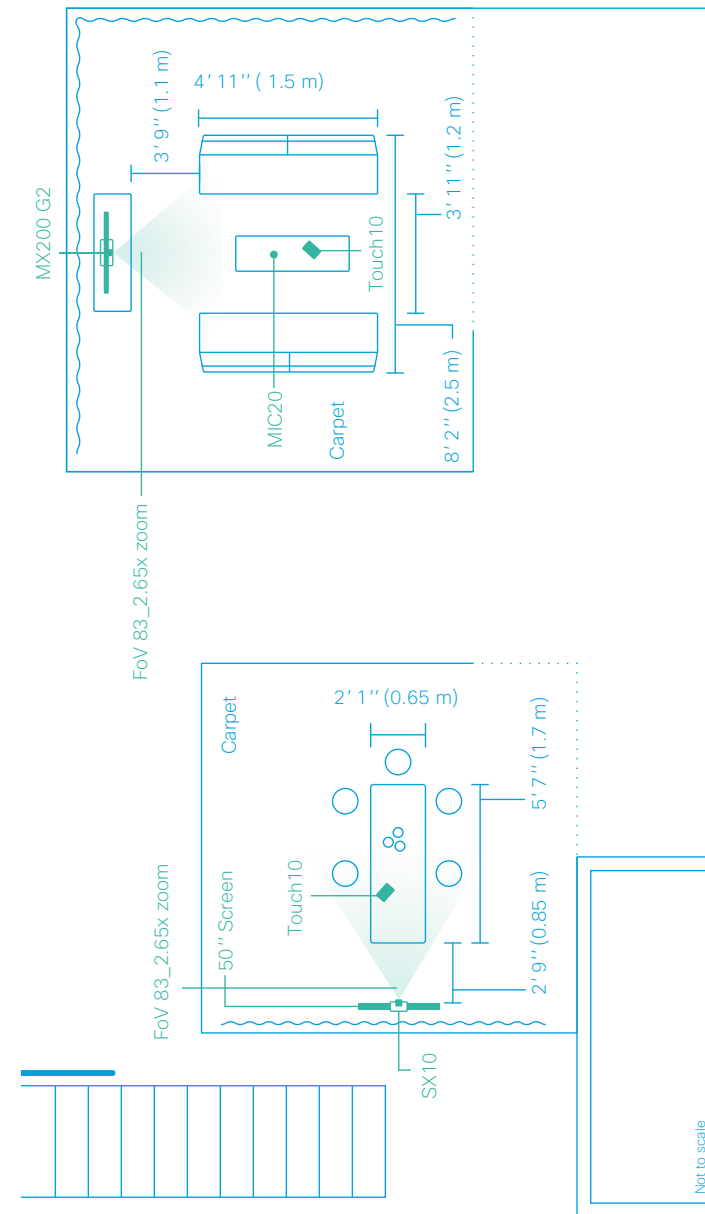 MX200 G2
3' 9'' (1.1 m)
4' 11'' ( 1.5 m)
3' 11'' (1.2 m)
Touch10
MIC20
Carpet
8' 2'' (2.5 m)
FoV 83_2.65x zoom
Carpet
2' 1'' (0.65 m)
5' 7'' (1.7 m)
Touch10
50'' Screen
FoV 83_2.65x zoom
2' 9'' (0.85 m)
SX10
Not to scale